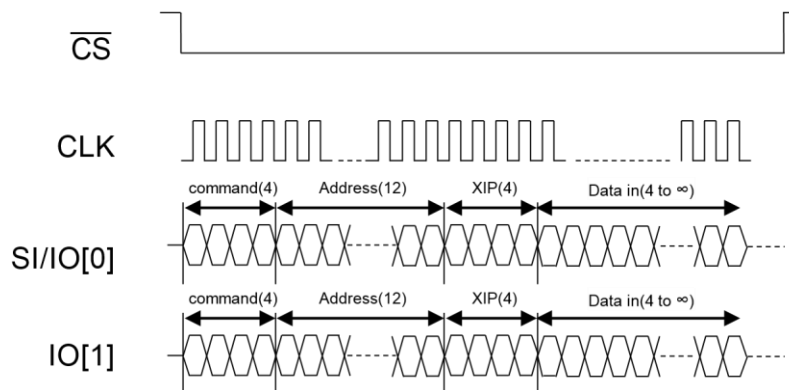 C̅S̅
CLK
command(4) Address(12) XIP(4) Data in(4 to ∞)
SI/IO[0]
command(4) Address(12) XIP(4) Data in(4 to ∞)
IO[1]